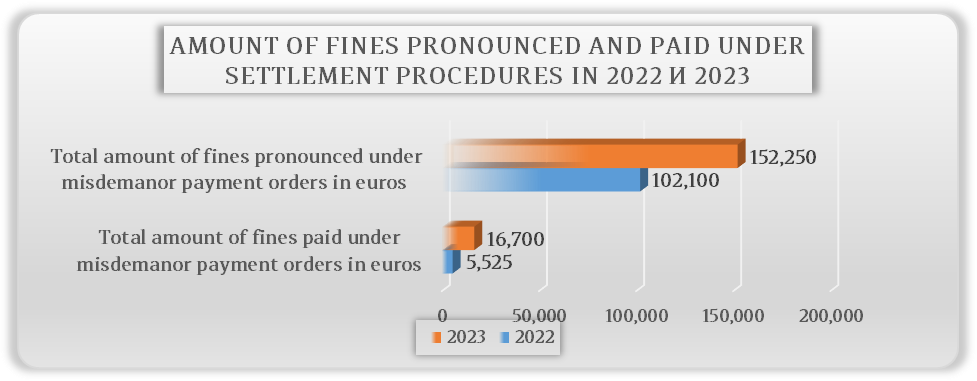 AMOUNT OF FINES PRONOUNCED AND PAID UNDER
SETTLEMENT PROCEDURES IN 2022 И 2023
Total amount of fines pronounced under
misdemanor payment orders in euros
152,250
102,100
Total amount of fines paid under
misdemanor payment orders in euros
16,700
5,525
0 50,000 100,000 150,000 200,000
2023 2022